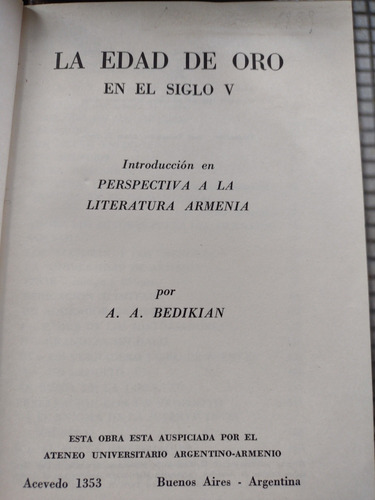 LA EDAD DE ORO
EN EL SIGLO V
Introducción en
PERSPECTIVA A LA
LITERATURA ARMENIA
por
A. A. BEDIKIAN
ESTA OBRA ESTA AUSPICIADA POR EL
ATENEO UNIVERSITARIO ARGENTINO-ARMENIO
Acevedo 1353 Buenos Aires - Argentina